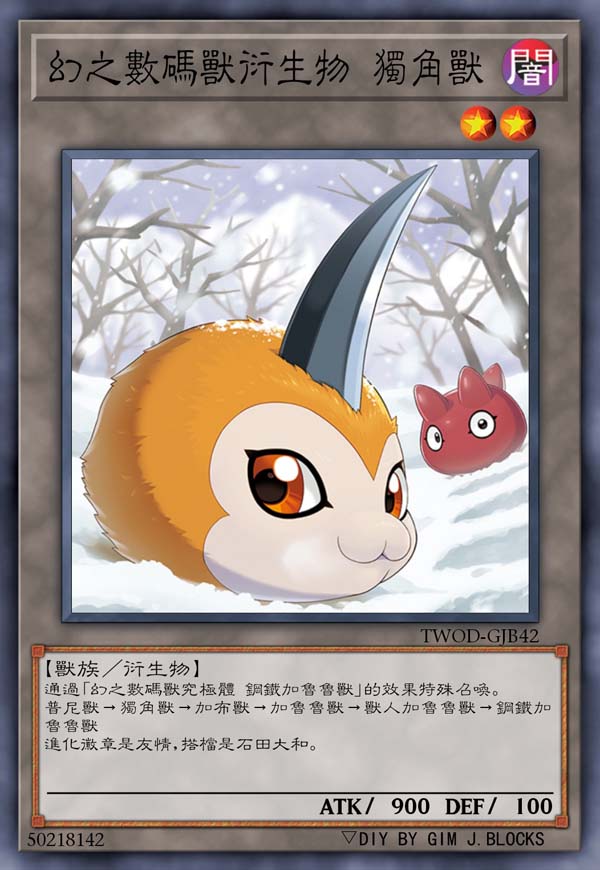 幻之數碼獸衍生物 獨角獸
闇
TWOD-GJB42
【獸族／衍生物】
通過「幻之數碼獸究極體 鋼鐵加魯魯獸」的效果特殊召喚。
普尼獸→獨角獸→加布獸→加魯魯獸→獸人加魯魯獸→鋼鐵加
魯魯獸
進化徽章是友情,搭檔是石田大和。
ATK/ 900 DEF/ 100
50218142
▽DIY BY GIM J.BLOCKS